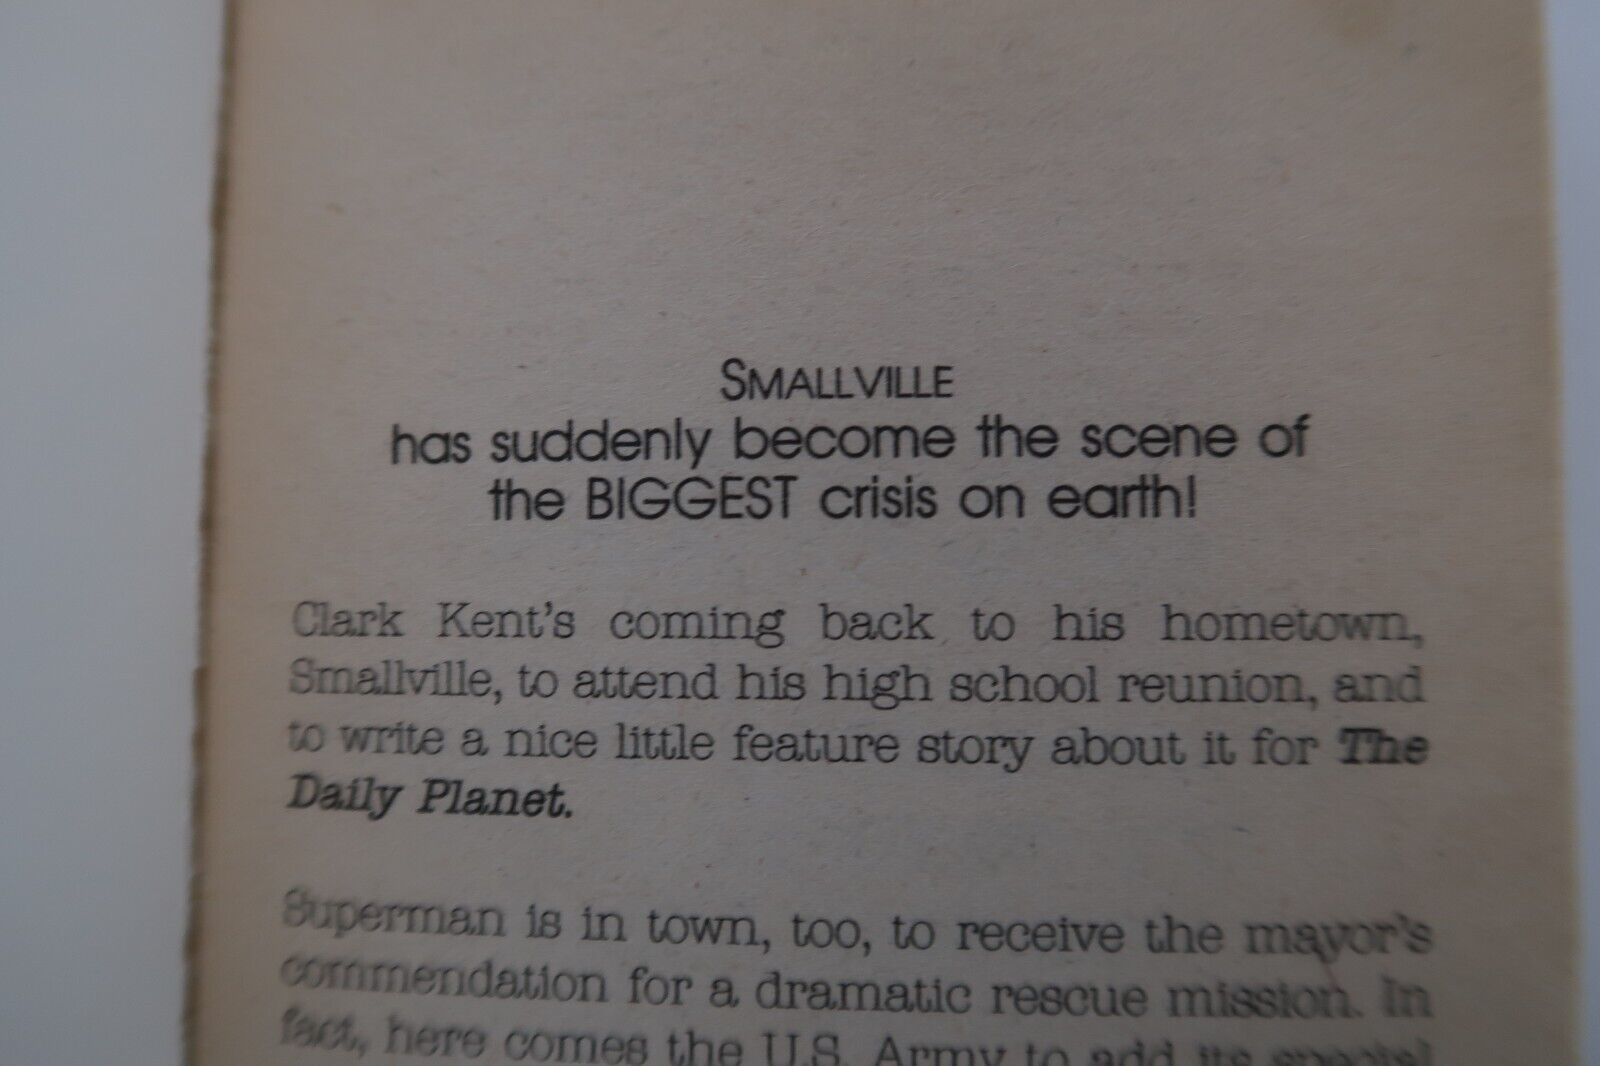 SMALLVILLE
has suddenly become the scene of
the BIGGEST crisis on earth!
Clark Kent's coming back to his hometown,
Smallville, to attend his high school reunion, and
to write a nice little feature story about it for The
Daily Planet.
Superman is in town, too, to receive the mayor's
commendation for a dramatic rescue mission. In
fact, here comes the U.S. Army to add its special